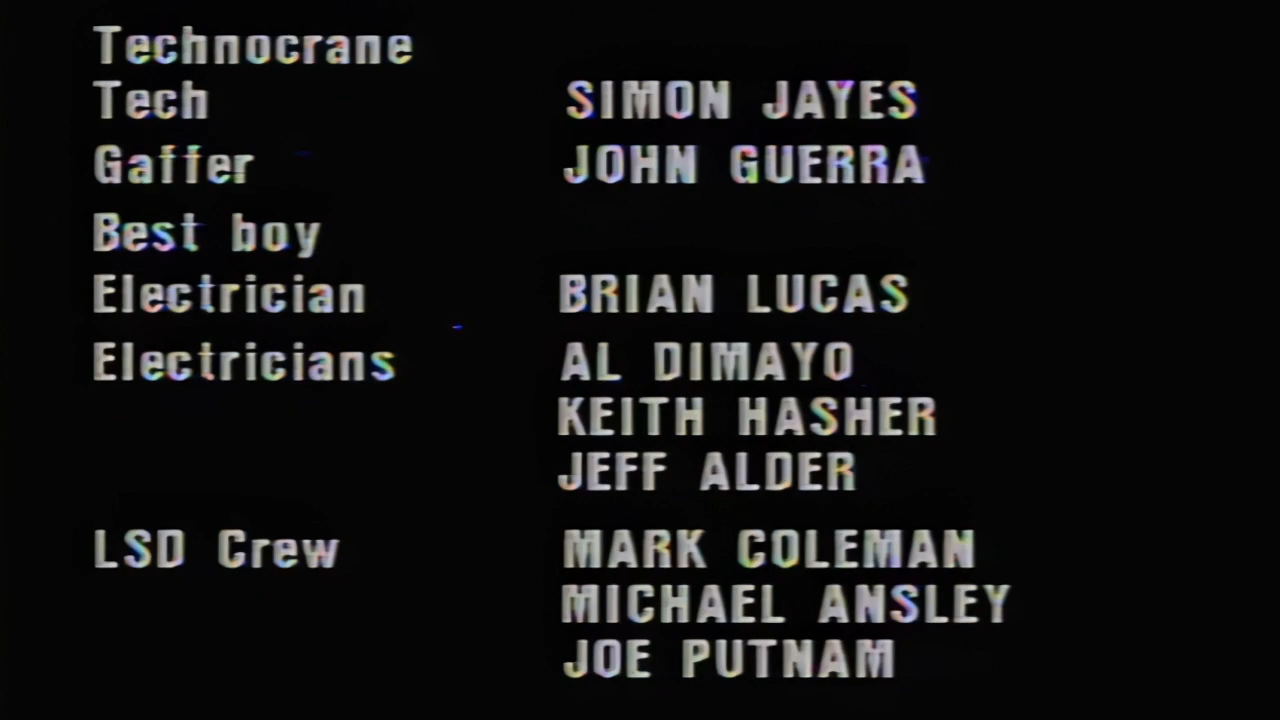 Technocrane
Tech SIMON JAYES
Gaffer JOHN GUERRA
Best boy
Electrician BRIAN LUCAS
Electricians AL DIMAYO
KEITH HASHER
JEFF ALDER
LSD Crew MARK COLEMAN
MICHAEL ANSLEY
JOE PUTNAM